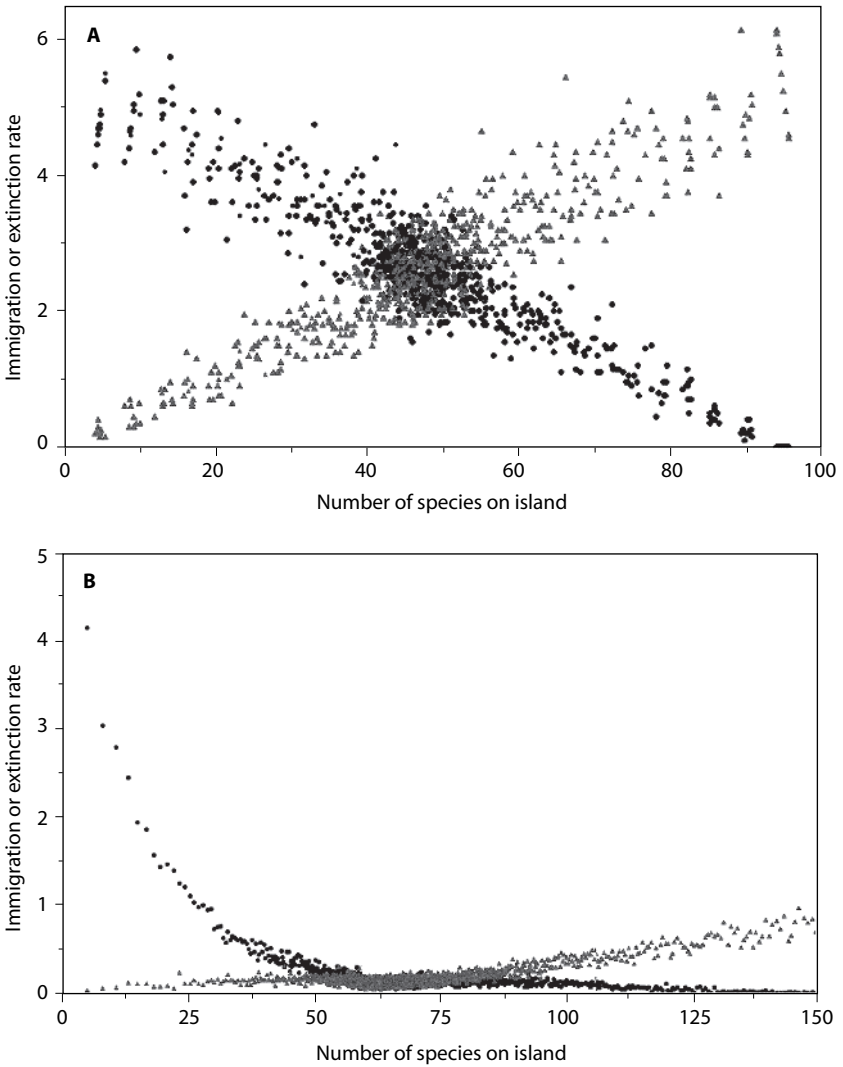 A
Immigration or extinction rate
6
4
2
0
0 20 40 60 80 100
Number of species on island
B
Immigration or extinction rate
5
4
3
2
1
0
0 25 50 75 100 125 150
Number of species on island